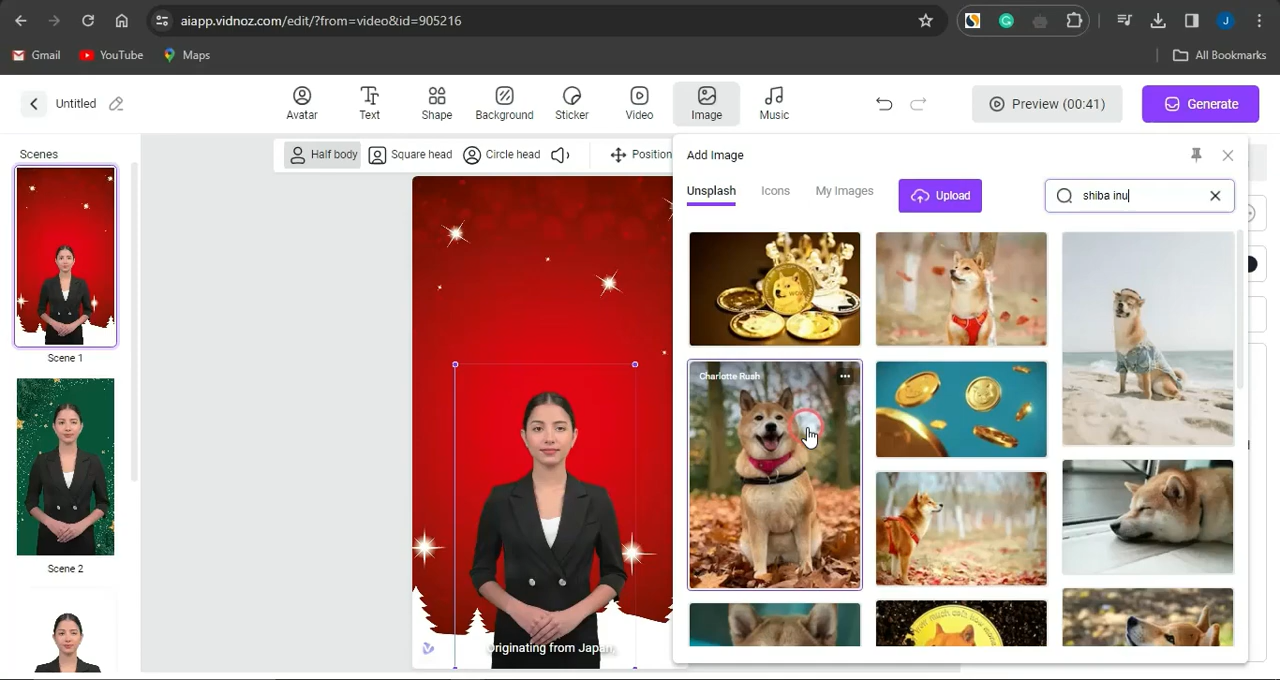 aiapp.vidnoz.com/edit/?from=video&id=905216
J
Gmail
YouTube
Maps
All Bookmarks
Untitled
Avatar
Text
Shape
Background
Sticker
Video
Image
Music
Preview (00:41)
Generate
Scenes
Half body
Square head
Circle head
Position
Add Image
Unsplash
Icons
My Images
Upload
shiba inu
Charlotte Rush
Scene 1
Scene 2
Originating from Japan,